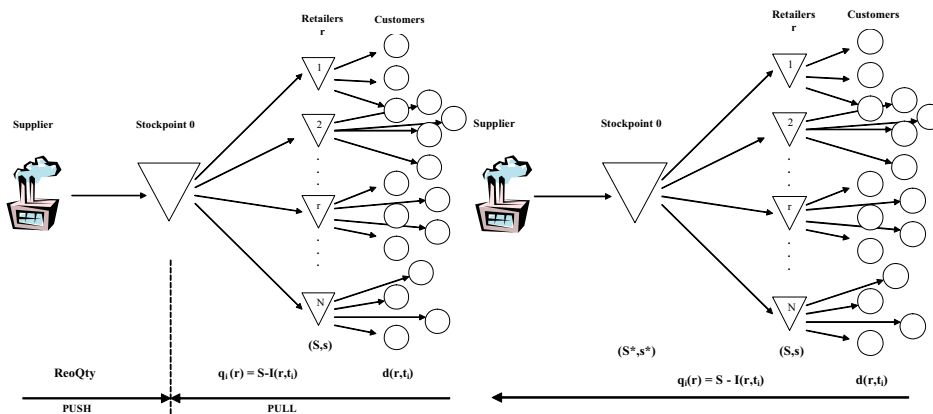 Retailers
r
Customers
Supplier
Stockpoint 0
1
2
.
.
.
r
.
.
.
N
(S,s)
ReoQty
qᵢ (r) = S-I(r,tᵢ)
d(r,tᵢ)
PUSH
PULL
Retailers
r
Customers
Supplier
Stockpoint 0
1
2
.
.
.
r
.
.
.
N
(S*,s*)
(S,s)
qᵢ (r) = S - I(r,tᵢ)
d(r,tᵢ)